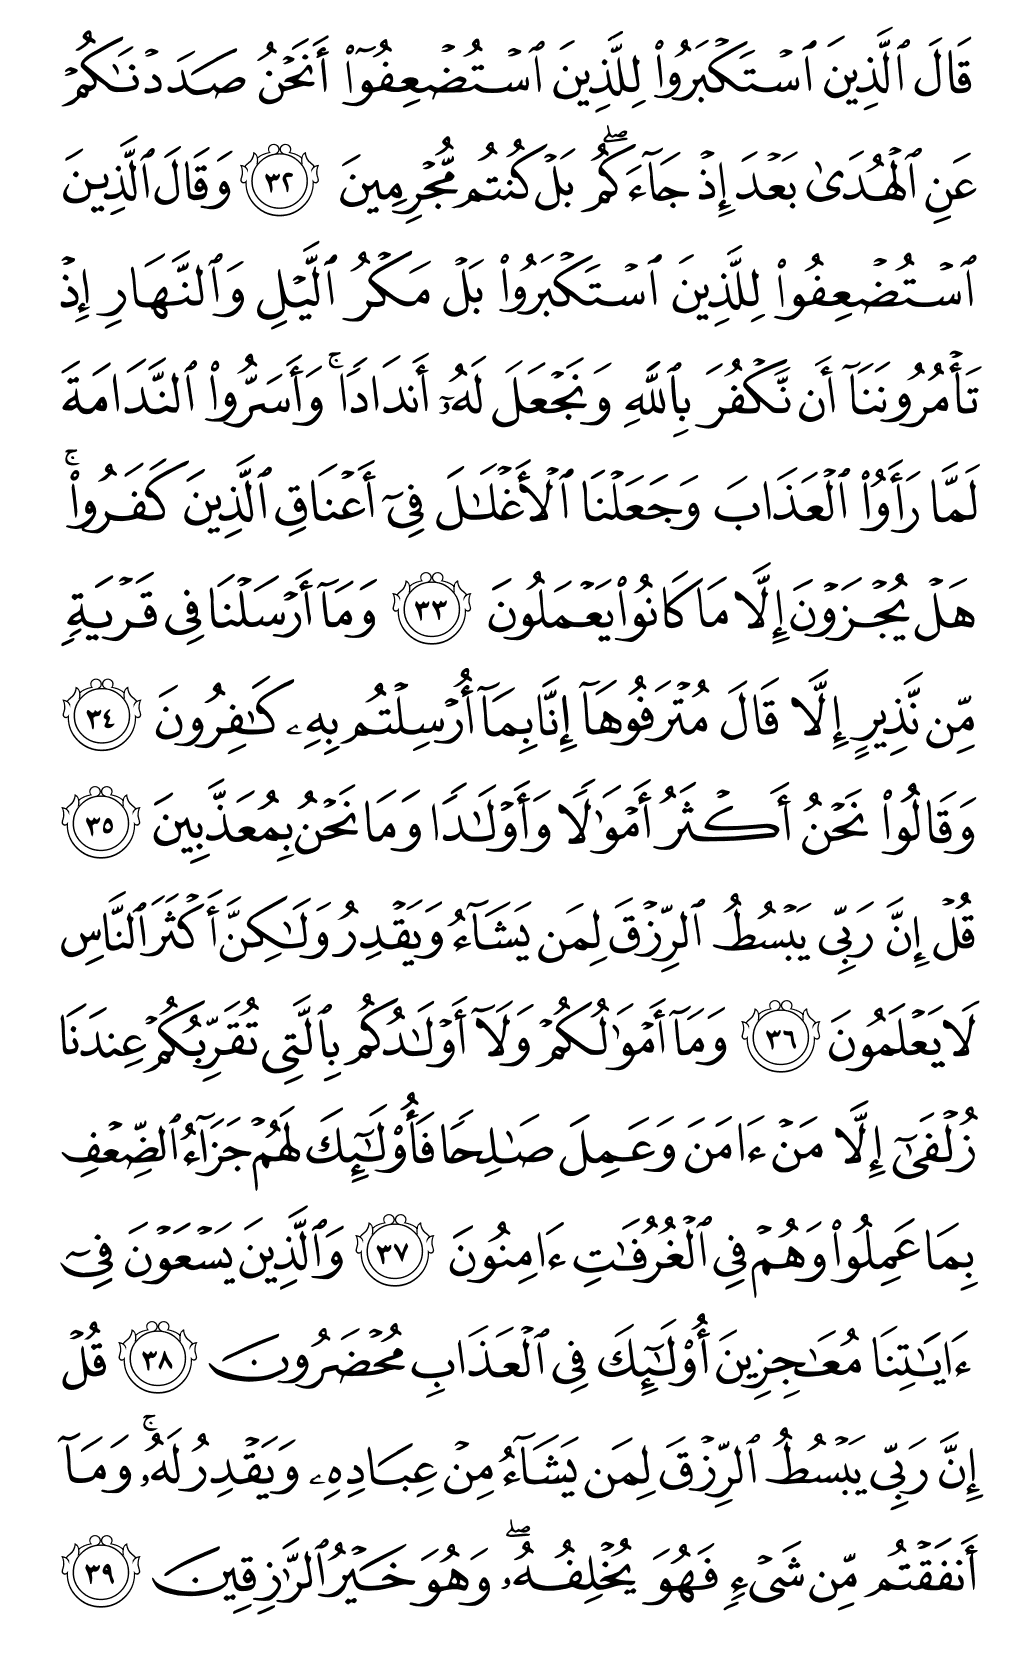 قَالَ ٱلَّذِينَ ٱسۡتَكۡبَرُواْ لِلَّذِينَ ٱسۡتُضۡعِفُوٓاْ أَنَحۡنُ صَدَدۡنَٰكُمۡ
عَنِ ٱلۡهُدَىٰ بَعۡدَ إِذۡ جَآءَكُمۖ بَلۡ كُنتُم مُّجۡرِمِينَ ٣٢ وَقَالَ ٱلَّذِينَ
ٱسۡتُضۡعِفُواْ لِلَّذِينَ ٱسۡتَكۡبَرُواْ بَلۡ مَكۡرُ ٱلَّيۡلِ وَٱلنَّهَارِ إِذۡ
تَأۡمُرُونَنَآ أَن نَّكۡفُرَ بِٱللَّهِ وَنَجۡعَلَ لَهُۥٓ أَندَادٗاۚ وَأَسَرُّواْ ٱلنَّدَامَةَ
لَمَّا رَأَوُاْ ٱلۡعَذَابَ وَجَعَلۡنَا ٱلۡأَغۡلَٰلَ فِيٓ أَعۡنَاقِ ٱلَّذِينَ كَفَرُواْۚ
هَلۡ يُجۡزَوۡنَ إِلَّا مَا كَانُواْ يَعۡمَلُونَ ٣٣ وَمَآ أَرۡسَلۡنَا فِي قَرۡيَةٖ
مِّن نَّذِيرٍ إِلَّا قَالَ مُتۡرَفُوهَآ إِنَّا بِمَآ أُرۡسِلۡتُم بِهِۦ كَٰفِرُونَ ٣٤
وَقَالُواْ نَحۡنُ أَكۡثَرُ أَمۡوَٰلٗا وَأَوۡلَٰدٗا وَمَا نَحۡنُ بِمُعَذَّبِينَ ٣٥
قُلۡ إِنَّ رَبِّي يَبۡسُطُ ٱلرِّزۡقَ لِمَن يَشَآءُ وَيَقۡدِرُ وَلَٰكِنَّ أَكۡثَرَ ٱلنَّاسِ
لَا يَعۡلَمُونَ ٣٦ وَمَآ أَمۡوَٰلُكُمۡ وَلَآ أَوۡلَٰدُكُم بِٱلَّتِي تُقَرِّبُكُمۡ عِندَنَا
زُلۡفَىٰٓ إِلَّا مَنۡ ءَامَنَ وَعَمِلَ صَٰلِحٗا فَأُوْلَٰٓئِكَ لَهُمۡ جَزَآءُ ٱلضِّعۡفِ
بِمَا عَمِلُواْ وَهُمۡ فِي ٱلۡغُرُفَٰتِ ءَامِنُونَ ٣٧ وَٱلَّذِينَ يَسۡعَوۡنَ فِيٓ
ءَايَٰتِنَا مُعَٰجِزِينَ أُوْلَٰٓئِكَ فِي ٱلۡعَذَابِ مُحۡضَرُونَ ٣٨ قُلۡ
إِنَّ رَبِّي يَبۡسُطُ ٱلرِّزۡقَ لِمَن يَشَآءُ مِنۡ عِبَادِهِۦ وَيَقۡدِرُ لَهُۥۚ وَمَآ
أَنفَقۡتُم مِّن شَيۡءٖ فَهُوَ يُخۡلِفُهُۥۖ وَهُوَ خَيۡرُ ٱلرَّٰزِقِينَ ٣٩